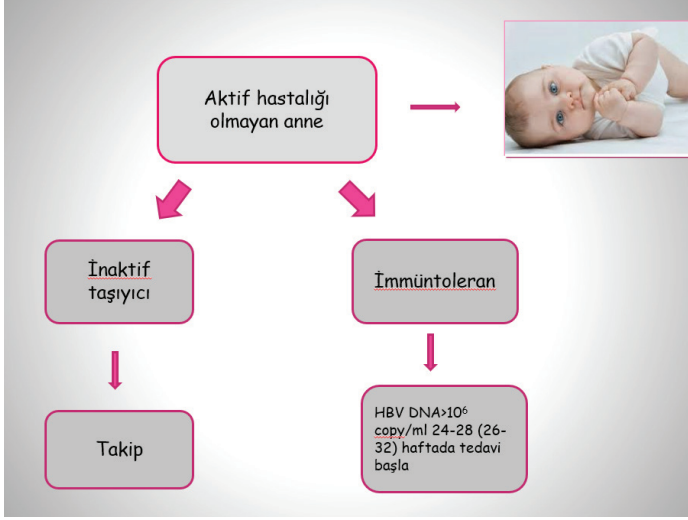 Aktif hastalığı
olmayan anne
İnaktif
taşıyıcı
İmmüntoleran
Takip
HBV DNA>10⁶
copy/ml 24-28 (26-
32) haftada tedavi
başla